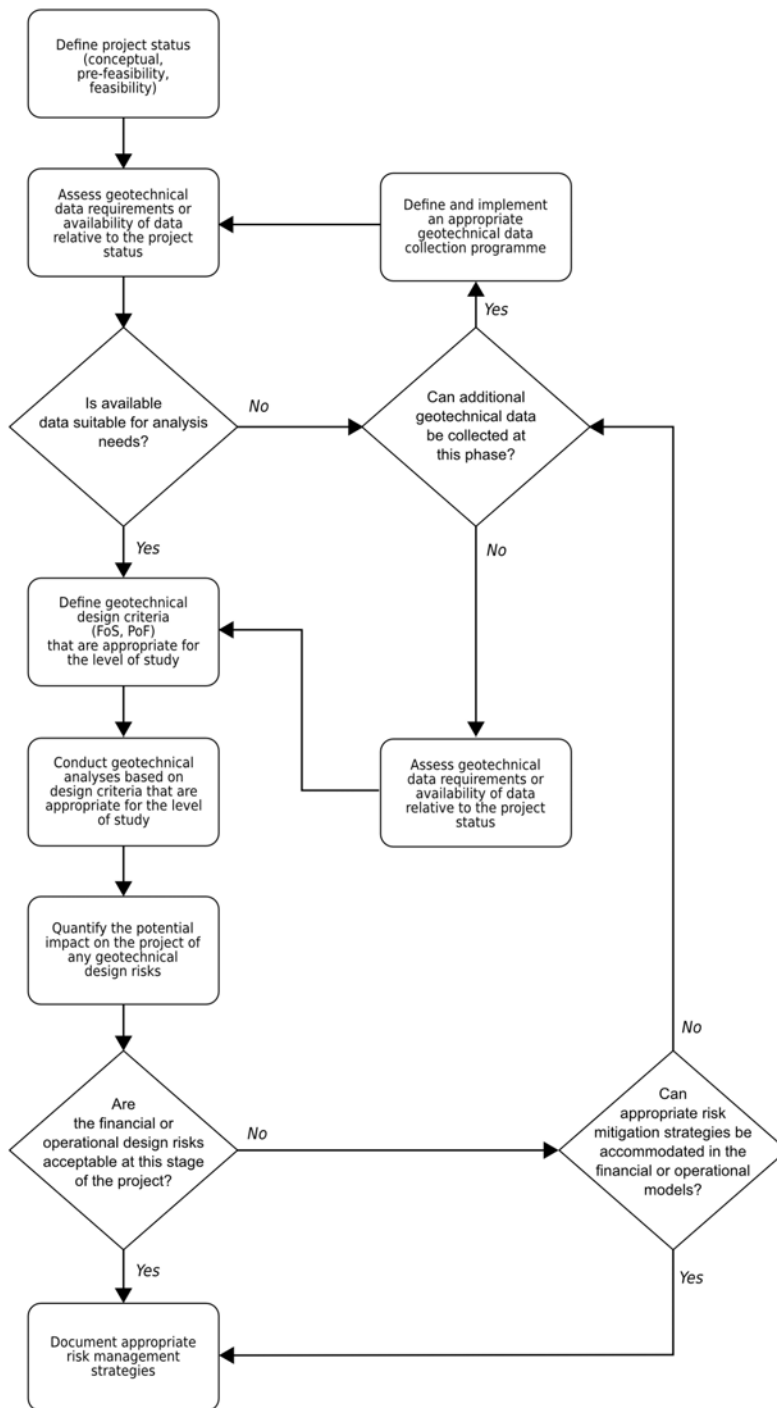 Define project status
(conceptual,
pre-feasibility,
feasibility)
Assess geotechnical
data requirements or
availability of data
relative to the project
status
Define and implement
an appropriate
geotechnical data
collection programme
Yes
Is available
data suitable for analysis
needs?
No
Can additional
geotechnical data
be collected at
this phase?
Yes
No
Define geotechnical
design criteria
(FoS, PoF)
that are appropriate for
the level of study
Conduct geotechnical
analyses based on
design criteria that are
appropriate for the level
of study
Assess geotechnical
data requirements or
availability of data
relative to the project
status
Quantify the potential
impact on the project of
any geotechnical
design risks
No
Are
the financial or
operational design risks
acceptable at this stage
of the project?
No
Can
appropriate risk
mitigation strategies be
accommodated in the
financial or operational
models?
Yes
Yes
Document appropriate
risk management
strategies